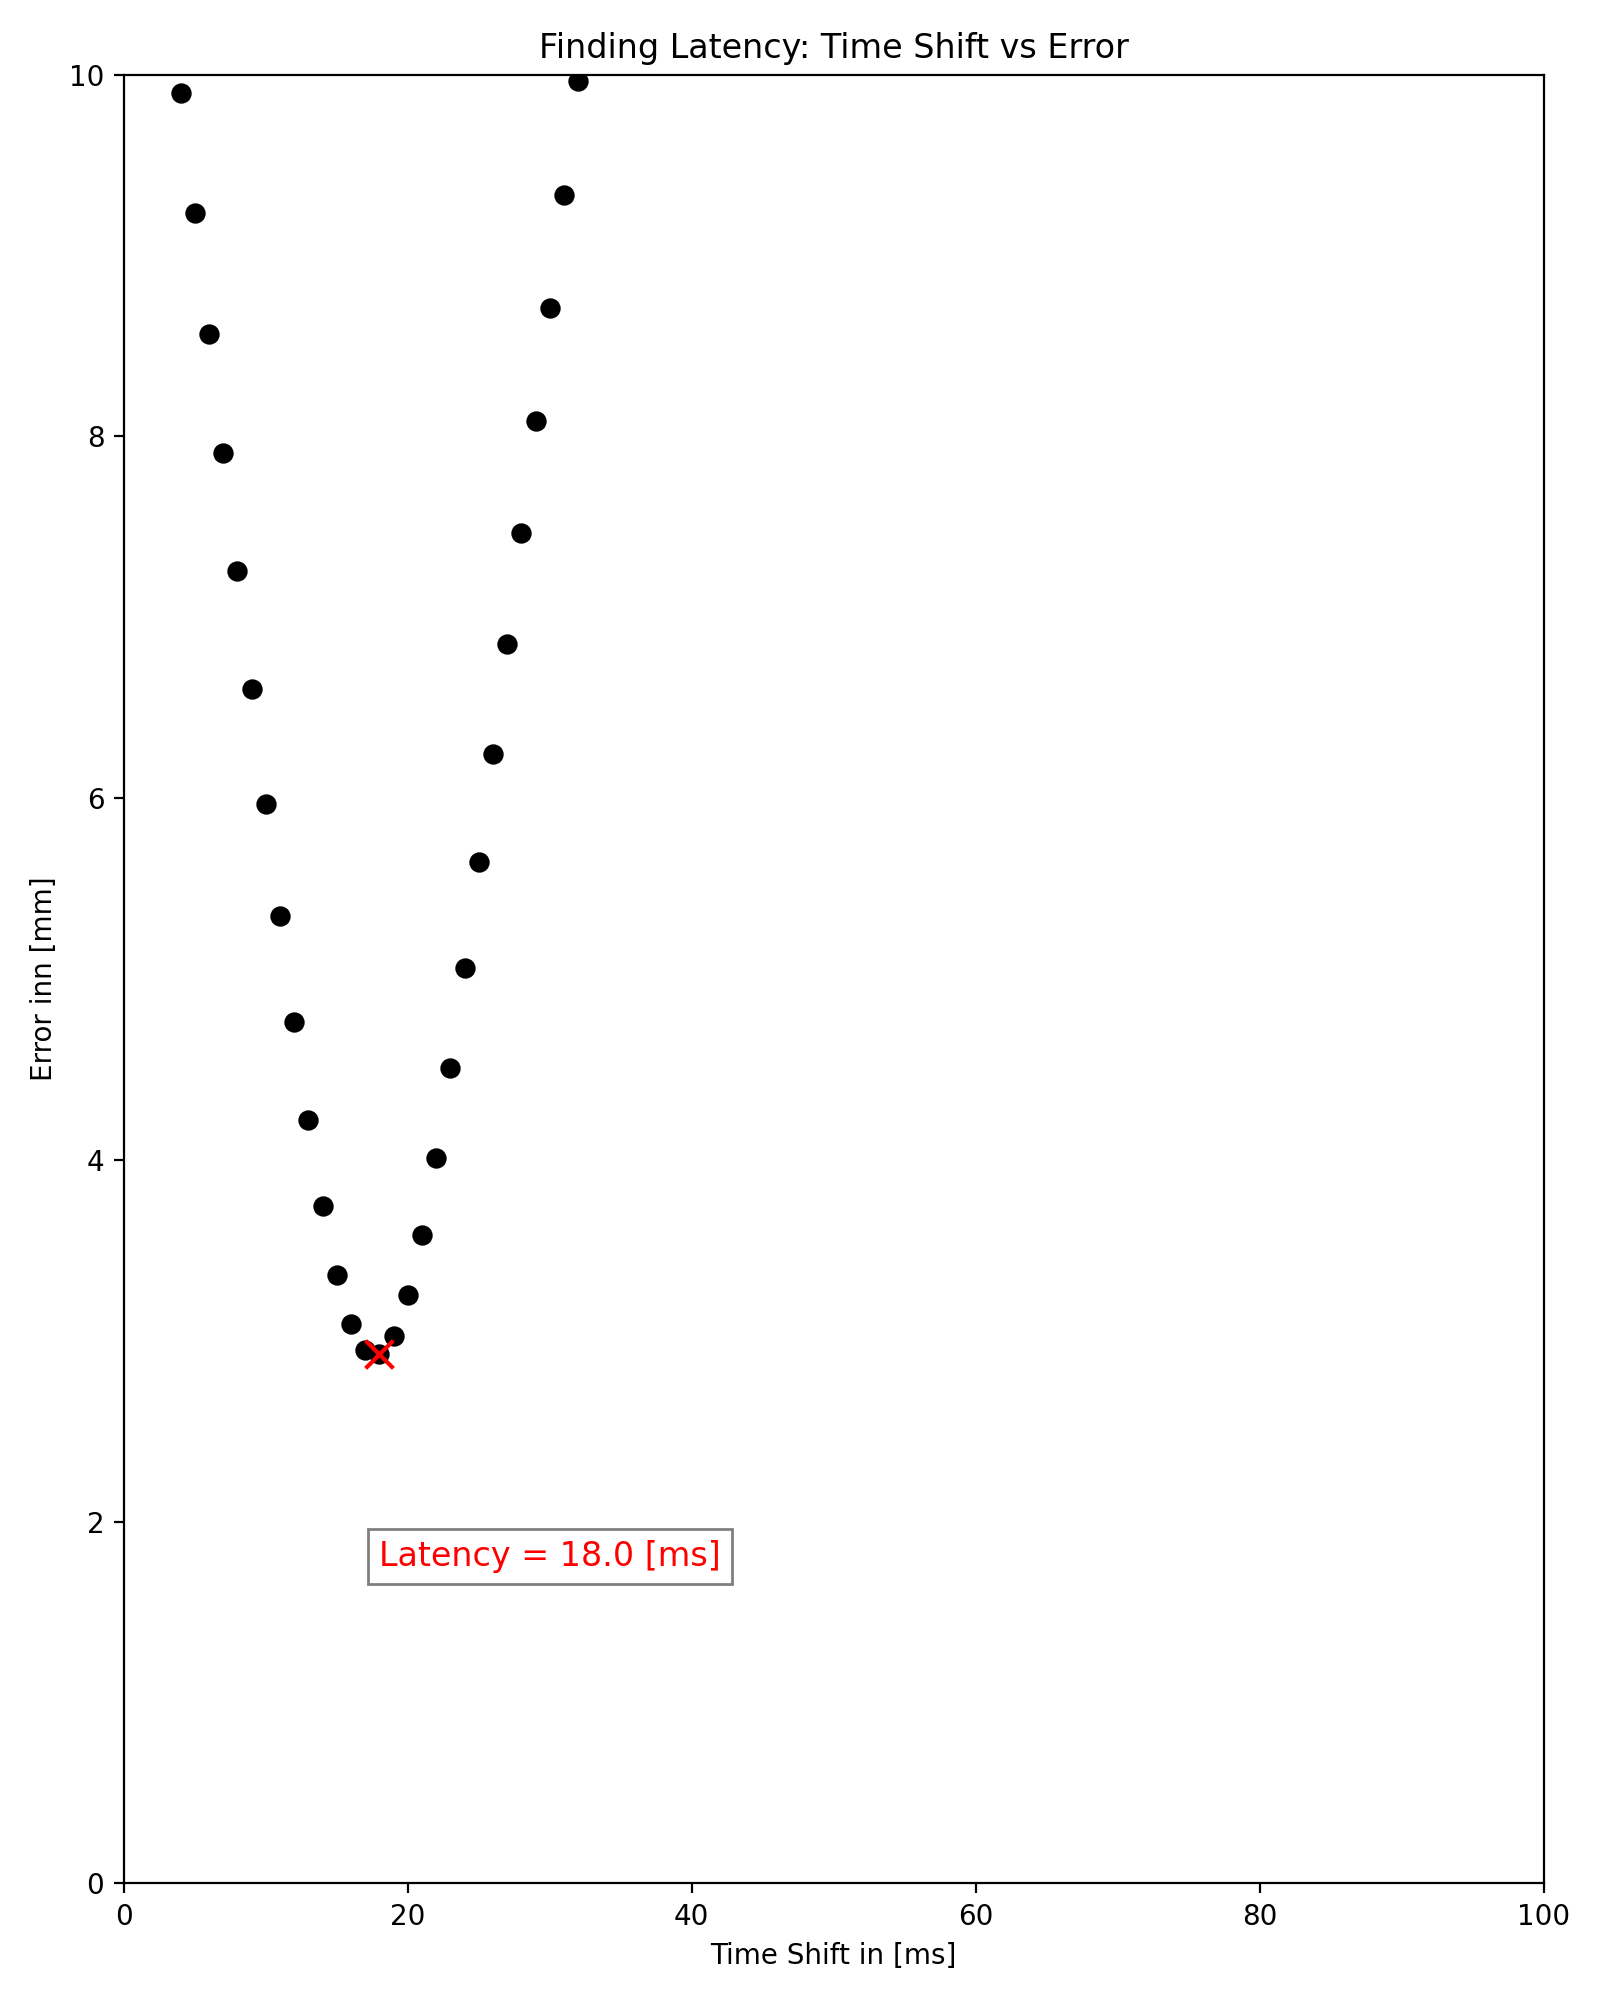 Finding Latency: Time Shift vs Error
10
8
6
4
2
0
Error inn [mm]
Latency = 18.0 [ms]
0 20 40 60 80 100
Time Shift in [ms]